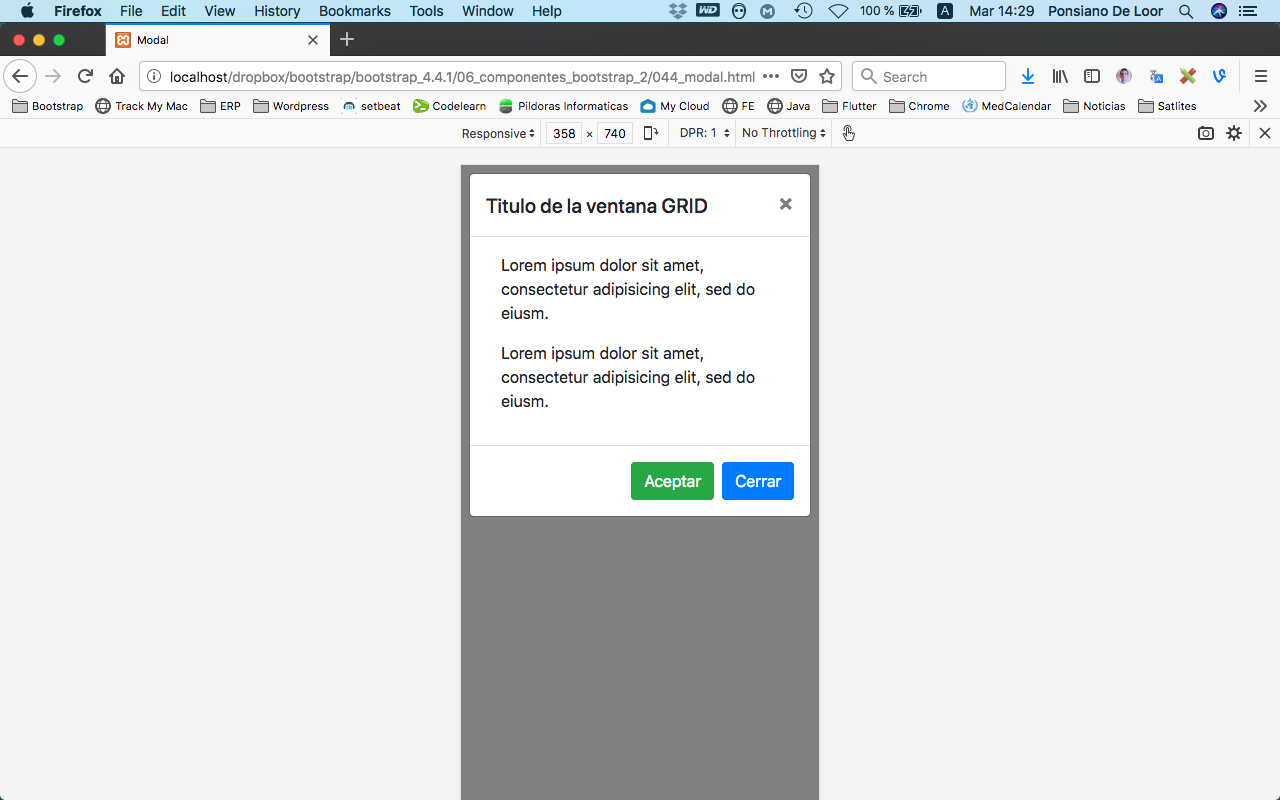 Firefox File Edit View History Bookmarks Tools Window Help WD M 100 % A Mar 14:29 Ponsiano De Loor
Modal
localhost/dropbox/bootstrap/bootstrap_4.4.1/06_componentes_bootstrap_2/044_modal.html Search
Bootstrap Track My Mac ERP Wordpress setbeat Codelearn Pildoras Informaticas My Cloud FE Java Flutter Chrome MedCalendar Noticias Satlites
Responsive 358 × 740 DPR: 1 No Throttling
Titulo de la ventana GRID ×
Lorem ipsum dolor sit amet,
consectetur adipisicing elit, sed do
eiusm.
Lorem ipsum dolor sit amet,
consectetur adipisicing elit, sed do
eiusm.
Aceptar Cerrar